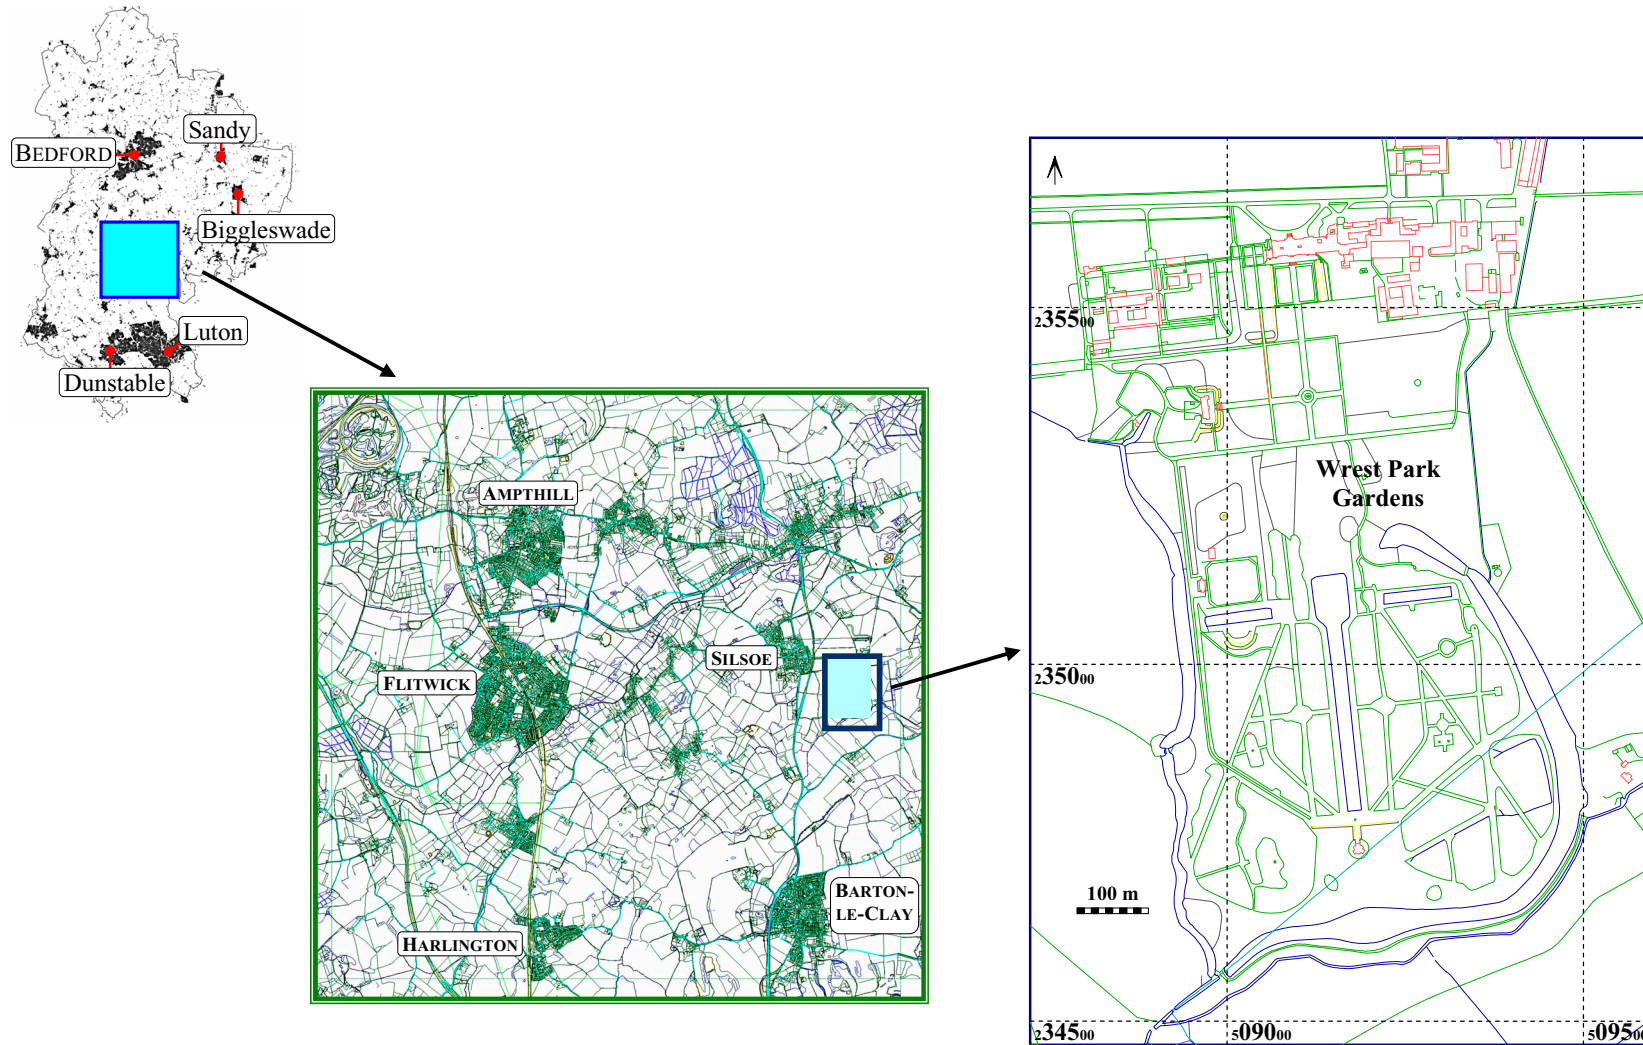 Sandy
BEDFORD
Biggleswade
Luton
Dunstable
AMPTHILL
SILSOE
FLITWICK
BARTON-
LE-CLAY
HARLINGTON
235500
Wrest Park
Gardens
235000
100 m
234500
509000
509500